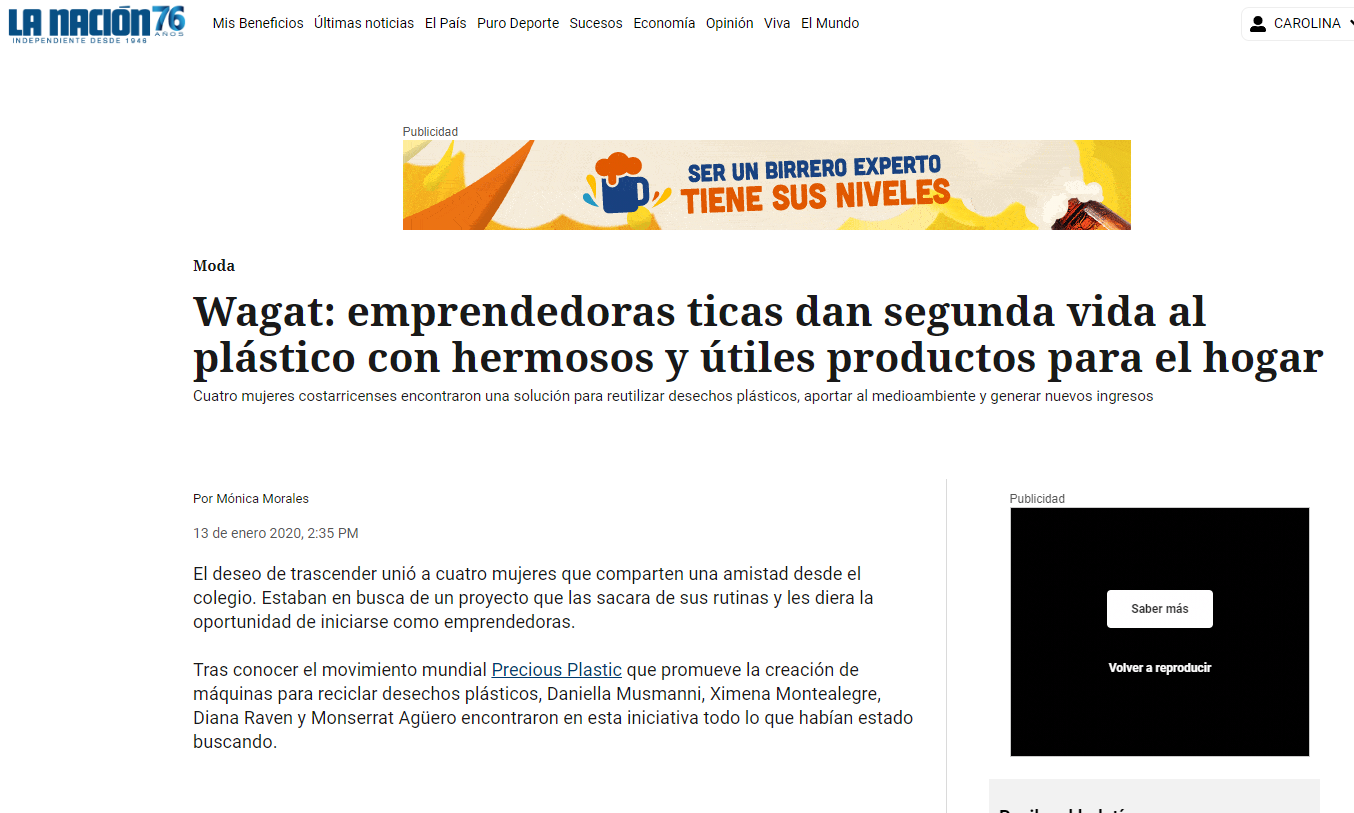 LA NACIÓN 76
AÑOS
INDEPENDIENTE DESDE 1946
Mis Beneficios Últimas noticias El País Puro Deporte Sucesos Economía Opinión Viva El Mundo
CAROLINA
Publicidad
SER UN BIRRERO EXPERTO
TIENE SUS NIVELES
Moda
Wagat: emprendedoras ticas dan segunda vida al
plástico con hermosos y útiles productos para el hogar
Cuatro mujeres costarricenses encontraron una solución para reutilizar desechos plásticos, aportar al medioambiente y generar nuevos ingresos
Por Mónica Morales
13 de enero 2020, 2:35 PM
El deseo de trascender unió a cuatro mujeres que comparten una amistad desde el
colegio. Estaban en busca de un proyecto que las sacara de sus rutinas y les diera la
oportunidad de iniciarse como emprendedoras.
Tras conocer el movimiento mundial Precious Plastic que promueve la creación de
máquinas para reciclar desechos plásticos, Daniella Musmanni, Ximena Montealegre,
Diana Raven y Monserrat Agüero encontraron en esta iniciativa todo lo que habían estado
buscando.
Publicidad
Saber más
Volver a reproducir